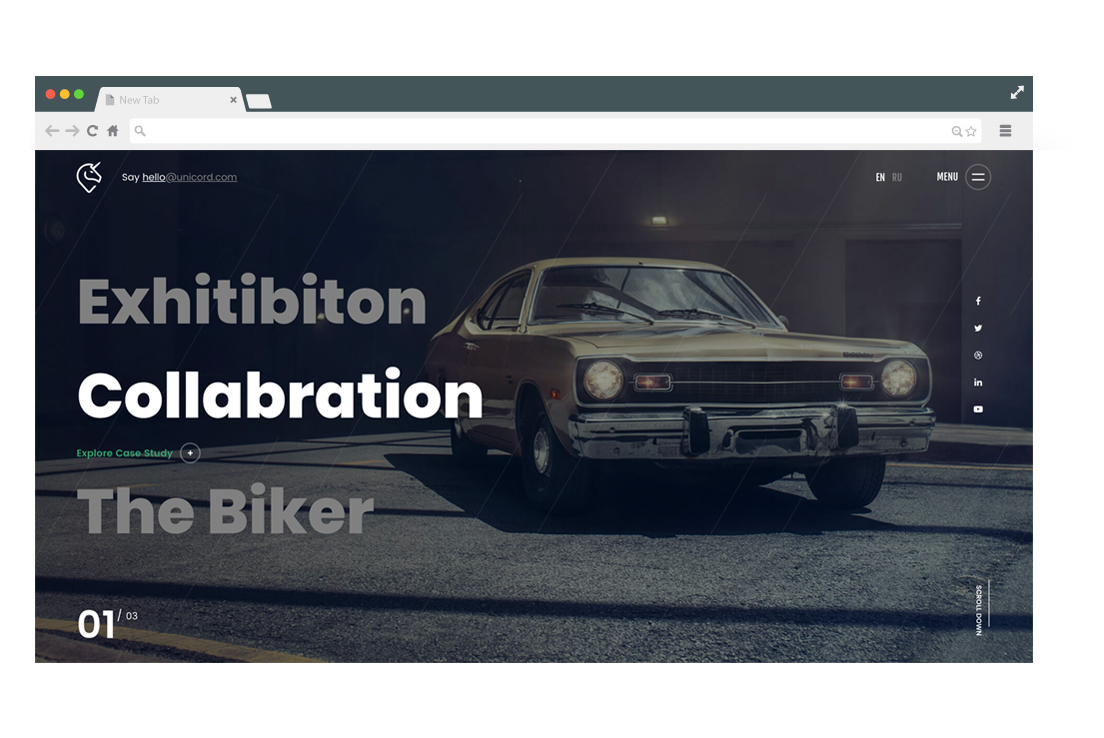 New Tab
Say hello@unicord.com
EN RU
MENU
Exhitibiton
Collabration
Explore Case Study
The Biker
01/ 03
SCROLL DOWN